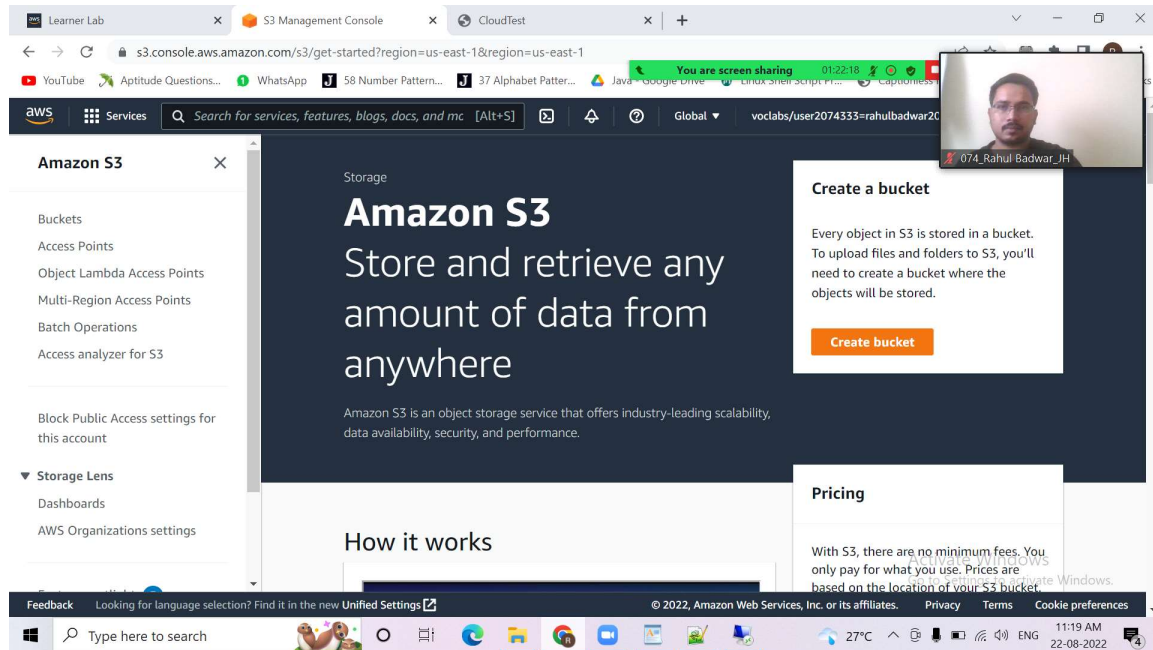 Learner Lab
S3 Management Console
CloudTest
s3.console.aws.amazon.com/s3/get-started?region=us-east-1&region=us-east-1
YouTube
Aptitude Questions...
WhatsApp
58 Number Pattern...
37 Alphabet Patter...
Java - Google Drive
Linux Shell Script Pr...
You are screen sharing
01:22:18
aws
Services
Search for services, features, blogs, docs, and mc
[Alt+S]
Global
voclabs/user2074333=rahulbadwar20
074_Rahul Badwar_JH
Amazon S3
Buckets
Access Points
Object Lambda Access Points
Multi-Region Access Points
Batch Operations
Access analyzer for S3
Block Public Access settings for
this account
Storage Lens
Dashboards
AWS Organizations settings
Storage
Amazon S3
Store and retrieve any
amount of data from
anywhere
Amazon S3 is an object storage service that offers industry-leading scalability,
data availability, security, and performance.
How it works
Create a bucket
Every object in S3 is stored in a bucket.
To upload files and folders to S3, you'll
need to create a bucket where the
objects will be stored.
Create bucket
Pricing
With S3, there are no minimum fees. You
only pay for what you use. Prices are
based on the location of your S3 bucket.
Activate Windows
Go to Settings to activate Windows.
Feedback
Looking for language selection? Find it in the new Unified Settings
© 2022, Amazon Web Services, Inc. or its affiliates.
Privacy
Terms
Cookie preferences
Type here to search
27°C
ENG
11:19 AM
22-08-2022
4